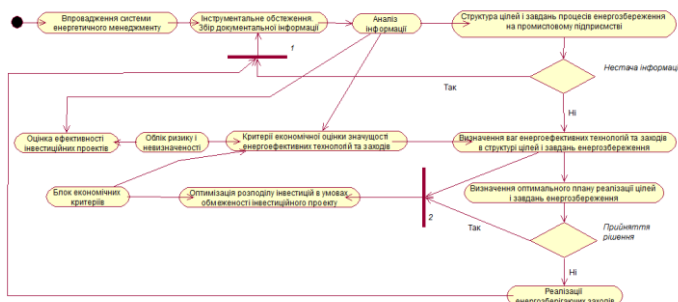 Впровадження системи
енергетичного менеджменту
Інструментальне обстеження.
Збір документальної інформації
Аналіз
інформації
Структура цілей і завдань процесів енергозбереження
на промисловому підприємстві
1
Нестача інформаці
Так
Ні
Оцінка ефективності
інвестиційних проектів
Облік ризику і
невизначеності
Критерії економічної оцінки значущості
енергоефективних технологій та заходів
Визначення ваг енергоефективних технологій та заходів
в структурі цілей і завдань енергозбереження
Блок економічних
критеріїв
Оптимізація розподілу інвестицій в умовах
обмеженості інвестиційного проекту
2
Визначення оптимального плану реалізації цілей
і завдань енергозбереження
Так
Прийняття
рішення
Ні
Реалізації
енергозберігаючих заходів